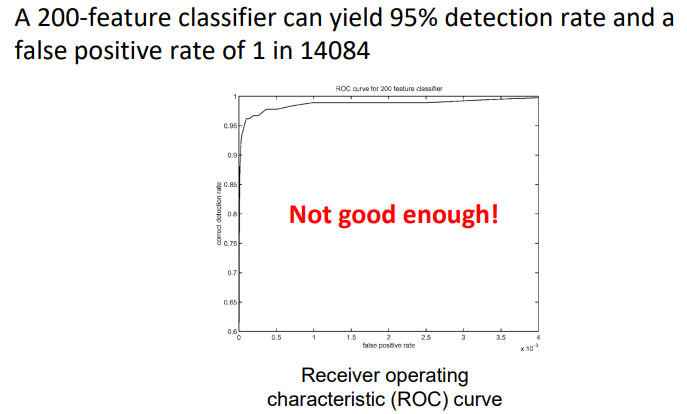 A 200-feature classifier can yield 95% detection rate and a
false positive rate of 1 in 14084
ROC curve for 200 feature classifier
1
0.95
0.9
0.85
0.8
0.75
0.7
0.65
0.6
correct detection rate
Not good enough!
0 0.5 1 1.5 2 2.5 3 3.5 4
false positive rate
x 10⁻³
Receiver operating
characteristic (ROC) curve